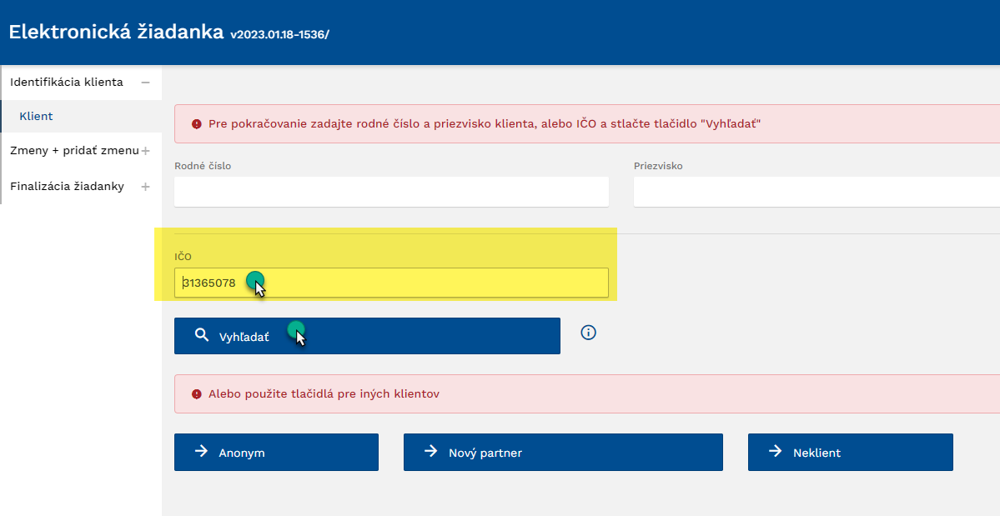 Elektronická žiadanka v2023.01.18-1536/
Identifikácia klienta
Klient
Zmeny + pridať zmenu
Finalizácia žiadanky
Pre pokračovanie zadajte rodné číslo a priezvisko klienta, alebo IČO a stlačte tlačidlo "Vyhľadať"
Rodné číslo
Priezvisko
IČO
31365078
Vyhľadať
Alebo použite tlačidlá pre iných klientov
Anonym
Nový partner
Neklient